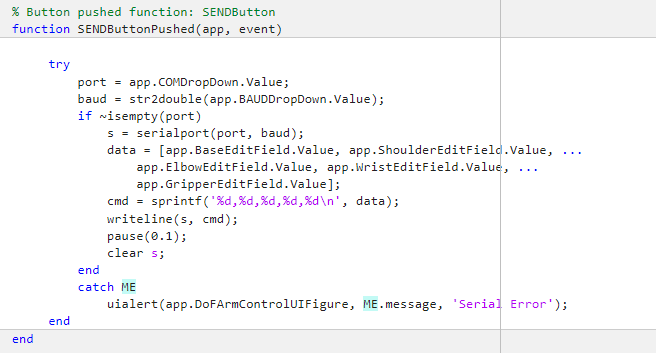 % Button pushed function: SENDButton
function SENDButtonPushed(app, event)
try
port = app.COMDropDown.Value;
baud = str2double(app.BAUDDropDown.Value);
if ~isempty(port)
s = serialport(port, baud);
data = [app.BaseEditField.Value, app.ShoulderEditField.Value, ...
app.ElbowEditField.Value, app.WristEditField.Value, ...
app.GripperEditField.Value];
cmd = sprintf('%d,%d,%d,%d,%d\n', data);
writeline(s, cmd);
pause(0.1);
clear s;
end
catch ME
uialert(app.DoFArmControlUIFigure, ME.message, 'Serial Error');
end
end